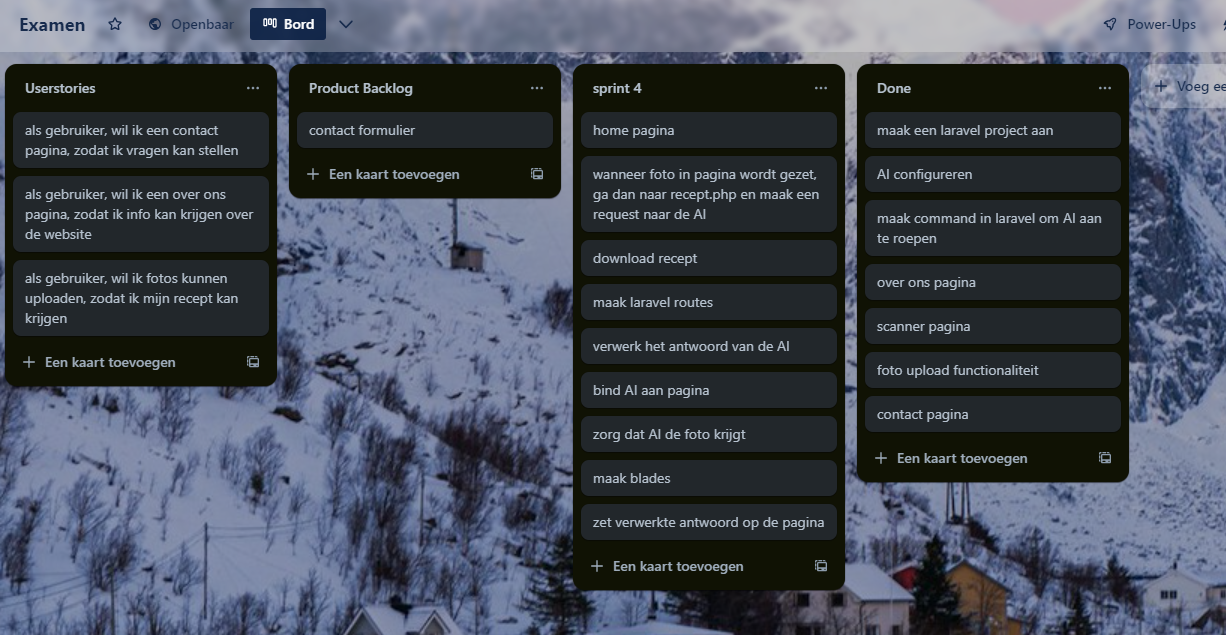 Examen
Openbaar
Bord
Power-Ups
Userstories
als gebruiker, wil ik een contact
pagina, zodat ik vragen kan stellen
als gebruiker, wil ik een over ons
pagina, zodat ik info kan krijgen over
de website
als gebruiker, wil ik fotos kunnen
uploaden, zodat ik mijn recept kan
krijgen
+ Een kaart toevoegen
Product Backlog
contact formulier
+ Een kaart toevoegen
sprint 4
home pagina
wanneer foto in pagina wordt gezet,
ga dan naar recept.php en maak een
request naar de AI
download recept
maak laravel routes
verwerk het antwoord van de AI
bind AI aan pagina
zorg dat AI de foto krijgt
maak blades
zet verwerkte antwoord op de pagina
+ Een kaart toevoegen
Done
maak een laravel project aan
AI configureren
maak command in laravel om AI aan
te roepen
over ons pagina
scanner pagina
foto upload functionaliteit
contact pagina
+ Een kaart toevoegen
+ Voeg